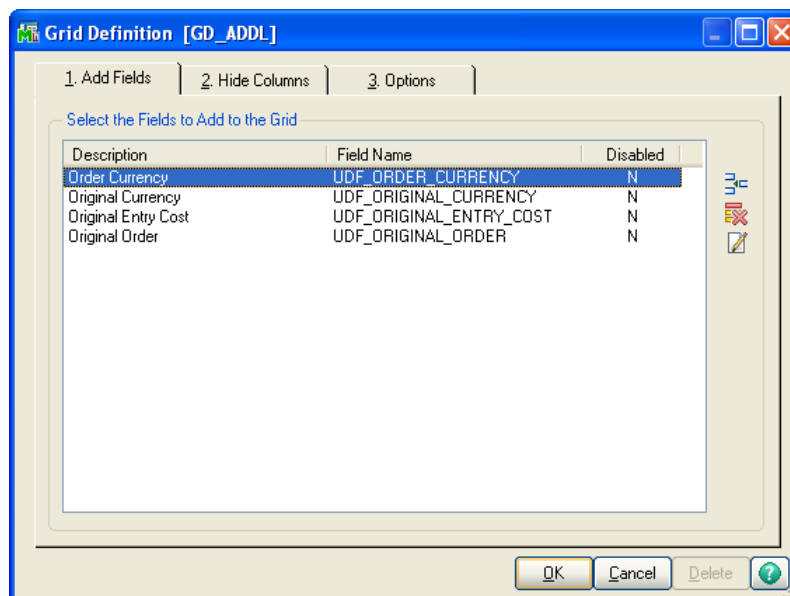 Grid Definition [GD_ADDL]
1. Add Fields 2. Hide Columns 3. Options
Select the Fields to Add to the Grid
Description Field Name Disabled
Order Currency UDF_ORDER_CURRENCY N
Original Currency UDF_ORIGINAL_CURRENCY N
Original Entry Cost UDF_ORIGINAL_ENTRY_COST N
Original Order UDF_ORIGINAL_ORDER N
OK Cancel Delete ?